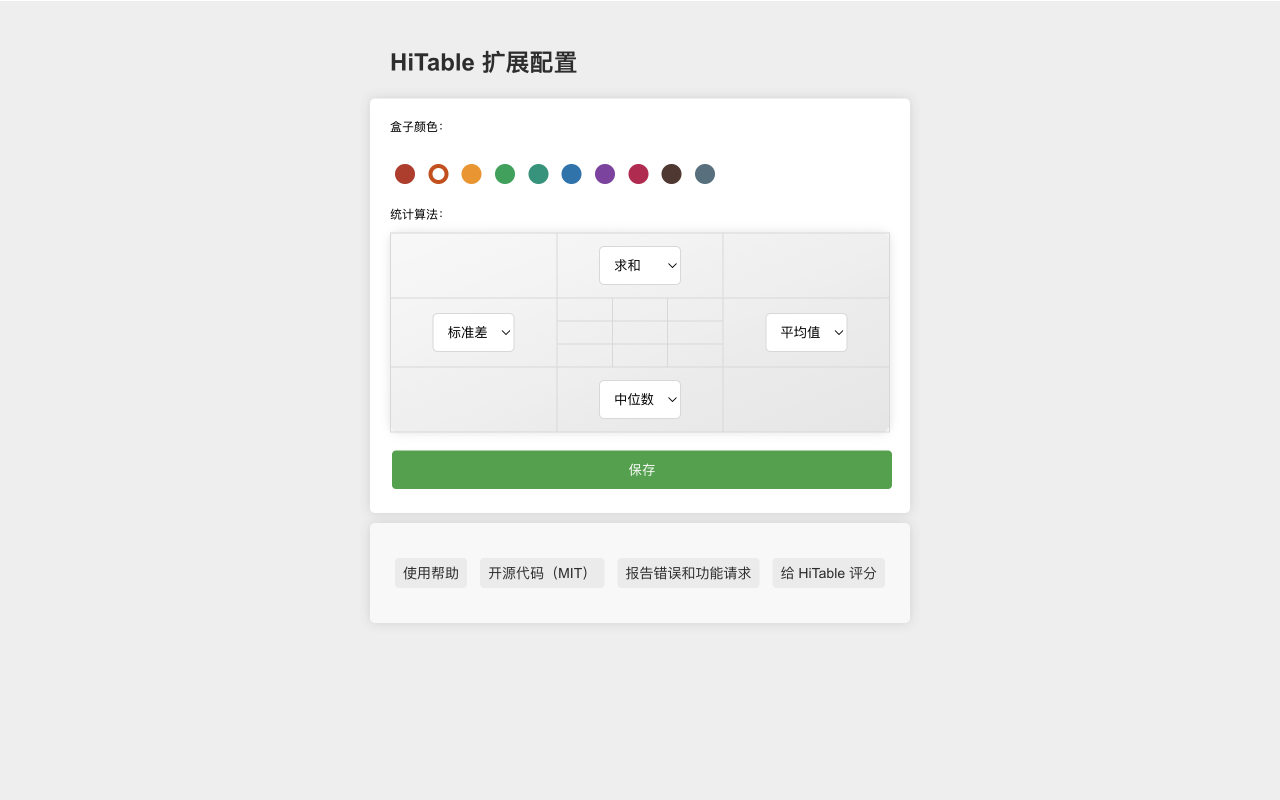 HiTable 扩展配置
盒子颜色：
统计算法：
求和
标准差
平均值
中位数
保存
使用帮助
开源代码（MIT）
报告错误和功能请求
给 HiTable 评分